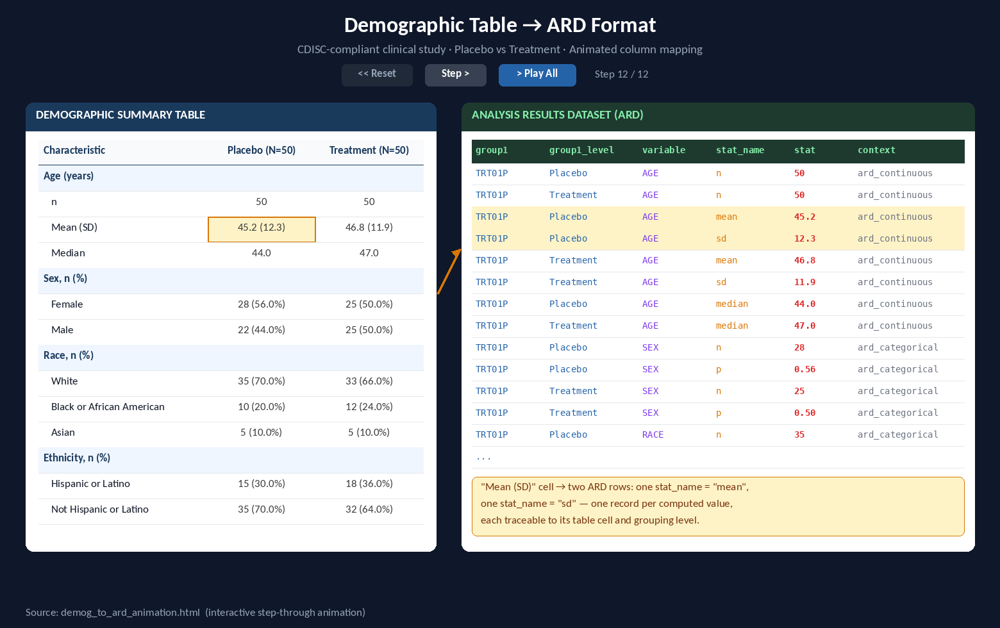 Demographic Table → ARD Format
CDISC-compliant clinical study · Placebo vs Treatment · Animated column mapping
<< Reset
Step >
> Play All
Step 12 / 12
DEMOGRAPHIC SUMMARY TABLE
Characteristic Placebo (N=50) Treatment (N=50)
Age (years)
n 50 50
Mean (SD) 45.2 (12.3) 46.8 (11.9)
Median 44.0 47.0
Sex, n (%)
Female 28 (56.0%) 25 (50.0%)
Male 22 (44.0%) 25 (50.0%)
Race, n (%)
White 35 (70.0%) 33 (66.0%)
Black or African American 10 (20.0%) 12 (24.0%)
Asian 5 (10.0%) 5 (10.0%)
Ethnicity, n (%)
Hispanic or Latino 15 (30.0%) 18 (36.0%)
Not Hispanic or Latino 35 (70.0%) 32 (64.0%)
ANALYSIS RESULTS DATASET (ARD)
group1 group1_level variable stat_name stat context
TRT01P Placebo AGE n 50 ard_continuous
TRT01P Treatment AGE n 50 ard_continuous
TRT01P Placebo AGE mean 45.2 ard_continuous
TRT01P Placebo AGE sd 12.3 ard_continuous
TRT01P Treatment AGE mean 46.8 ard_continuous
TRT01P Treatment AGE sd 11.9 ard_continuous
TRT01P Placebo AGE median 44.0 ard_continuous
TRT01P Treatment AGE median 47.0 ard_continuous
TRT01P Placebo SEX n 28 ard_categorical
TRT01P Placebo SEX p 0.56 ard_categorical
TRT01P Treatment SEX n 25 ard_categorical
TRT01P Treatment SEX p 0.50 ard_categorical
TRT01P Placebo RACE n 35 ard_categorical
...
"Mean (SD)" cell → two ARD rows: one stat_name = "mean",
one stat_name = "sd" — one record per computed value,
each traceable to its table cell and grouping level.
Source: demog_to_ard_animation.html (interactive step-through animation)